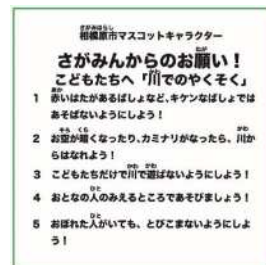 相模原市マスコットキャラクター
さがみんからのお願い！
こどもたちへ「川でのやくそく」
1 赤いはたがあるばしょなど、キケンなばしょでは
あそばないようにしよう！
2 お空が暗くなったり、カミナリがなったら、川か
らはなれよう！
3 こどもたちだけで川で遊ばないようにしよう！
4 おとなの人のみえるところであそびましょう！
5 おぼれた人がいても、とびこまないようにしよ
う！